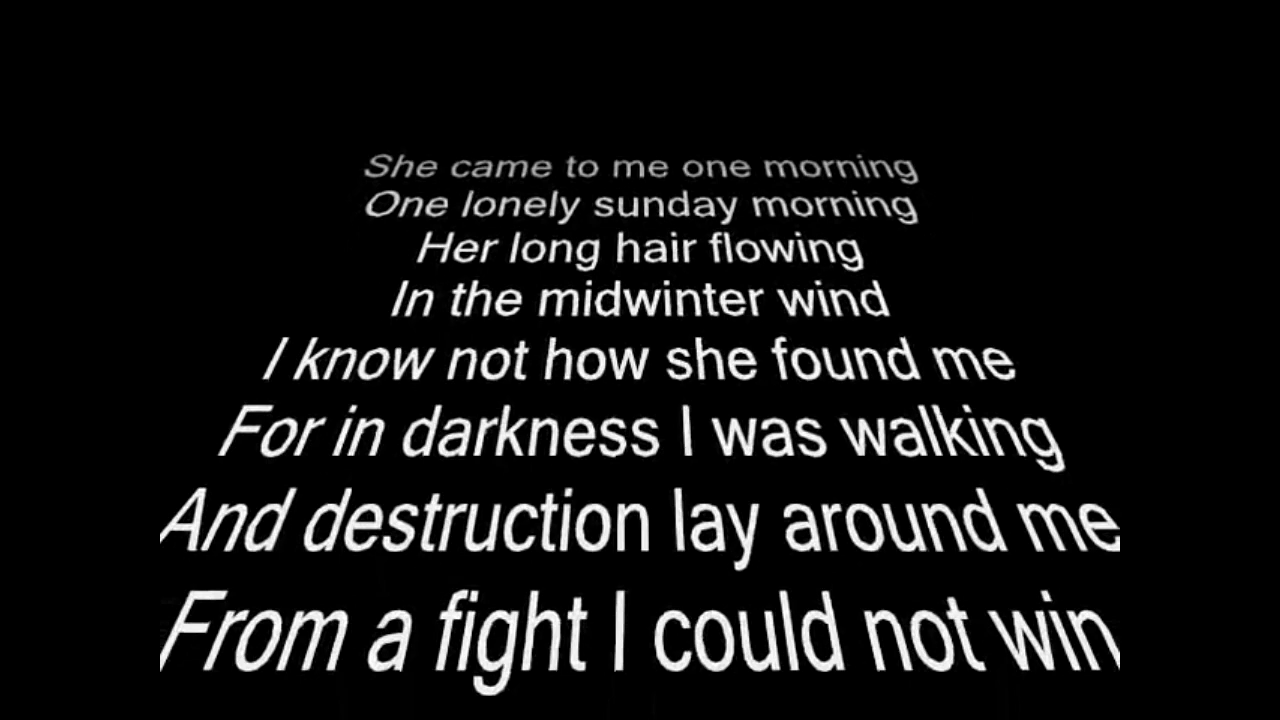 She came to me one morning
One lonely sunday morning
Her long hair flowing
In the midwinter wind
I know not how she found me
For in darkness I was walking
And destruction lay around me
From a fight I could not win